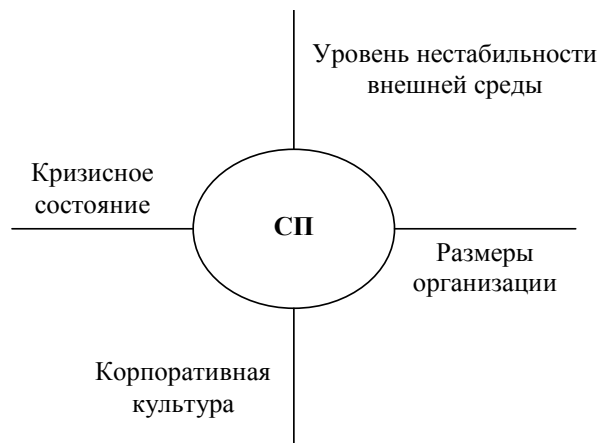 Уровень нестабильности
внешней среды
Кризисное
состояние
СП
Размеры
организации
Корпоративная
культура